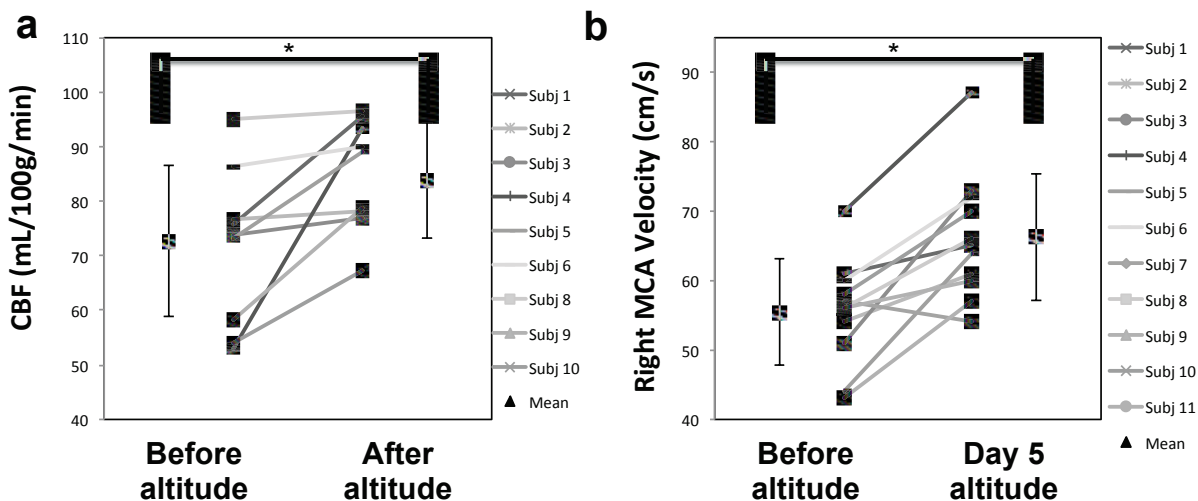 a
CBF (mL/100g/min)
110
100
90
80
70
60
50
40
*
Before
altitude
After
altitude
Subj 1
Subj 2
Subj 3
Subj 4
Subj 5
Subj 6
Subj 8
Subj 9
Subj 10
Mean
b
Right MCA Velocity (cm/s)
90
80
70
60
50
40
*
Before
altitude
Day 5
altitude
Subj 1
Subj 2
Subj 3
Subj 4
Subj 5
Subj 6
Subj 7
Subj 8
Subj 9
Subj 10
Subj 11
Mean